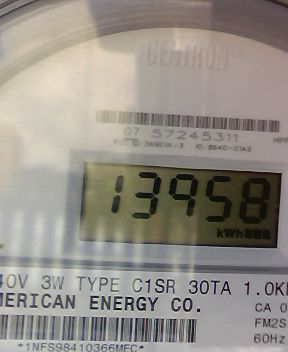 CENTRON
07 57245311
13958
kWh
40V 3W TYPE C1SR 30TA 1.0K
MERICAN ENERGY CO.
CA 0
FM2S
60Hz
*1NFS98410366MEC*